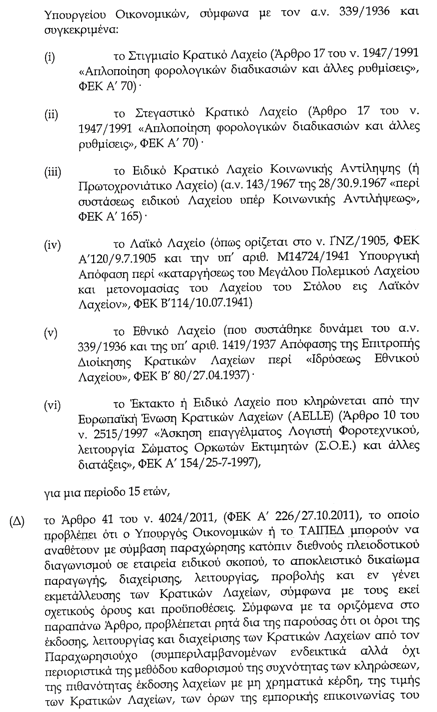 Υπουργείου Οικονομικών, σύμφωνα με τον α.ν. 339/1936 και
συγκεκριμένα:
(i) το Στιγμιαίο Κρατικό Λαχείο (Άρθρο 17 του ν. 1947/1991
«Απλοποίηση φορολογικών διαδικασιών και άλλες ρυθμίσεις»,
ΦΕΚ Α' 70)·
(ii) το Στεγαστικό Κρατικό Λαχείο (Άρθρο 17 του ν.
1947/1991 «Απλοποίηση φορολογικών διαδικασιών και άλλες
ρυθμίσεις», ΦΕΚ Α' 70)·
(iii) το Ειδικό Κρατικό Λαχείο Κοινωνικής Αντίληψης (ή
Πρωτοχρονιάτικο Λαχείο) (α.ν. 143/1967 της 28/30.9.1967 «περί
συστάσεως ειδικού Λαχείου υπέρ Κοινωνικής Αντιλήψεως»,
ΦΕΚ Α' 165)·
(iv) το Λαϊκό Λαχείο (όπως ορίζεται στο ν. ΓΝΖ/1905, ΦΕΚ
Α'120/9.7.1905 και την υπ' αριθ. Μ14724/1941 Υπουργική
Απόφαση περί «καταργήσεως του Μεγάλου Πολεμικού Λαχείου
και μετονομασίας του Λαχείου του Στόλου εις Λαϊκόν
Λαχείον», ΦΕΚ Β'114/10.07.1941)
(v) το Εθνικό Λαχείο (που συστάθηκε δυνάμει του α.ν.
339/1936 και της υπ' αριθ. 1419/1937 Απόφασης της Επιτροπής
Διοίκησης Κρατικών Λαχείων περί «Ιδρύσεως Εθνικού
Λαχείου», ΦΕΚ Β' 80/27.04.1937)·
(vi) το Έκτακτο ή Ειδικό Λαχείο που κληρώνεται από την
Ευρωπαϊκή Ένωση Κρατικών Λαχείων (AELLE) (Άρθρο 10 του
ν. 2515/1997 «Άσκηση επαγγέλματος Λογιστή Φοροτεχνικού,
λειτουργία Σώματος Ορκωτών Εκτιμητών (Σ.Ο.Ε.) και άλλες
διατάξεις», ΦΕΚ Α' 154/25-7-1997),
για μια περίοδο 15 ετών,
(Δ) το Άρθρο 41 του ν. 4024/2011, (ΦΕΚ Α' 226/27.10.2011), το οποίο
προβλέπει ότι ο Υπουργός Οικονομικών ή το ΤΑΙΠΕΔ μπορούν να
αναθέτουν με σύμβαση παραχώρησης κατόπιν διεθνούς πλειοδοτικού
διαγωνισμού σε εταιρεία ειδικού σκοπού, το αποκλειστικό δικαίωμα
παραγωγής, διαχείρισης, λειτουργίας, προβολής και εν γένει
εκμετάλλευσης των Κρατικών Λαχείων, σύμφωνα με τους εκεί
σχετικούς όρους και προϋποθέσεις. Σύμφωνα με τα οριζόμενα στο
παραπάνω Άρθρο, προβλέπεται ρητά δια της παρούσας ότι οι όροι της
έκδοσης, λειτουργίας και διαχείρισης των Κρατικών Λαχείων από τον
Παραχωρησιούχο (συμπεριλαμβανομένων ενδεικτικά αλλά όχι
περιοριστικά της μεθόδου καθορισμού της συχνότητας των κληρώσεων,
της πιθανότητας έκδοσης λαχείων με μη χρηματικά κέρδη, της τιμής
των Κρατικών Λαχείων, των όρων της εμπορικής επικοινωνίας του